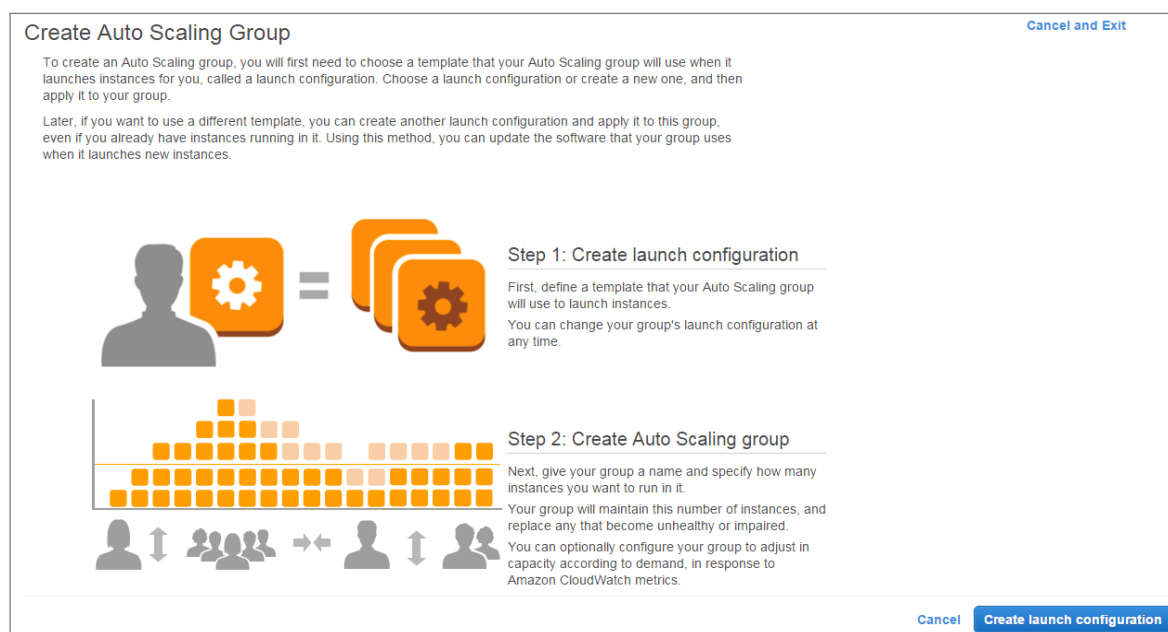 Create Auto Scaling Group
Cancel and Exit
To create an Auto Scaling group, you will first need to choose a template that your Auto Scaling group will use when it
launches instances for you, called a launch configuration. Choose a launch configuration or create a new one, and then
apply it to your group.
Later, if you want to use a different template, you can create another launch configuration and apply it to this group,
even if you already have instances running in it. Using this method, you can update the software that your group uses
when it launches new instances.
Step 1: Create launch configuration
First, define a template that your Auto Scaling group
will use to launch instances.
You can change your group's launch configuration at
any time.
Step 2: Create Auto Scaling group
Next, give your group a name and specify how many
instances you want to run in it.
Your group will maintain this number of instances, and
replace any that become unhealthy or impaired.
You can optionally configure your group to adjust in
capacity according to demand, in response to
Amazon CloudWatch metrics.
Cancel
Create launch configuration